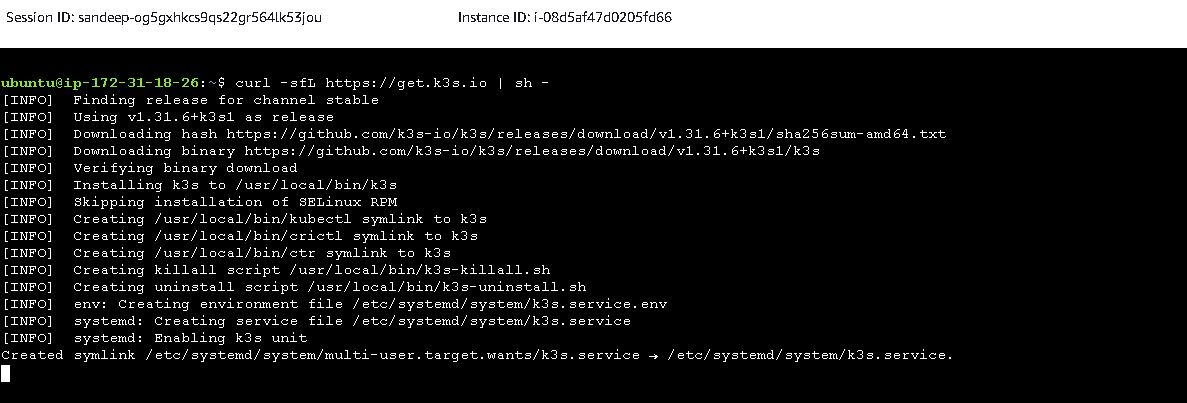 Session ID: sandeep-og5gxhkcs9qs22gr564lk53jou Instance ID: i-08d5af47d0205fd66
ubuntu@ip-172-31-18-26:~$ curl -sfL https://get.k3s.io | sh -
[INFO]  Finding release for channel stable
[INFO]  Using v1.31.6+k3s1 as release
[INFO]  Downloading hash https://github.com/k3s-io/k3s/releases/download/v1.31.6+k3s1/sha256sum-amd64.txt
[INFO]  Downloading binary https://github.com/k3s-io/k3s/releases/download/v1.31.6+k3s1/k3s
[INFO]  Verifying binary download
[INFO]  Installing k3s to /usr/local/bin/k3s
[INFO]  Skipping installation of SELinux RPM
[INFO]  Creating /usr/local/bin/kubectl symlink to k3s
[INFO]  Creating /usr/local/bin/crictl symlink to k3s
[INFO]  Creating /usr/local/bin/ctr symlink to k3s
[INFO]  Creating killall script /usr/local/bin/k3s-killall.sh
[INFO]  Creating uninstall script /usr/local/bin/k3s-uninstall.sh
[INFO]  env: Creating environment file /etc/systemd/system/k3s.service.env
[INFO]  systemd: Creating service file /etc/systemd/system/k3s.service
[INFO]  systemd: Enabling k3s unit
Created symlink /etc/systemd/system/multi-user.target.wants/k3s.service → /etc/systemd/system/k3s.service.